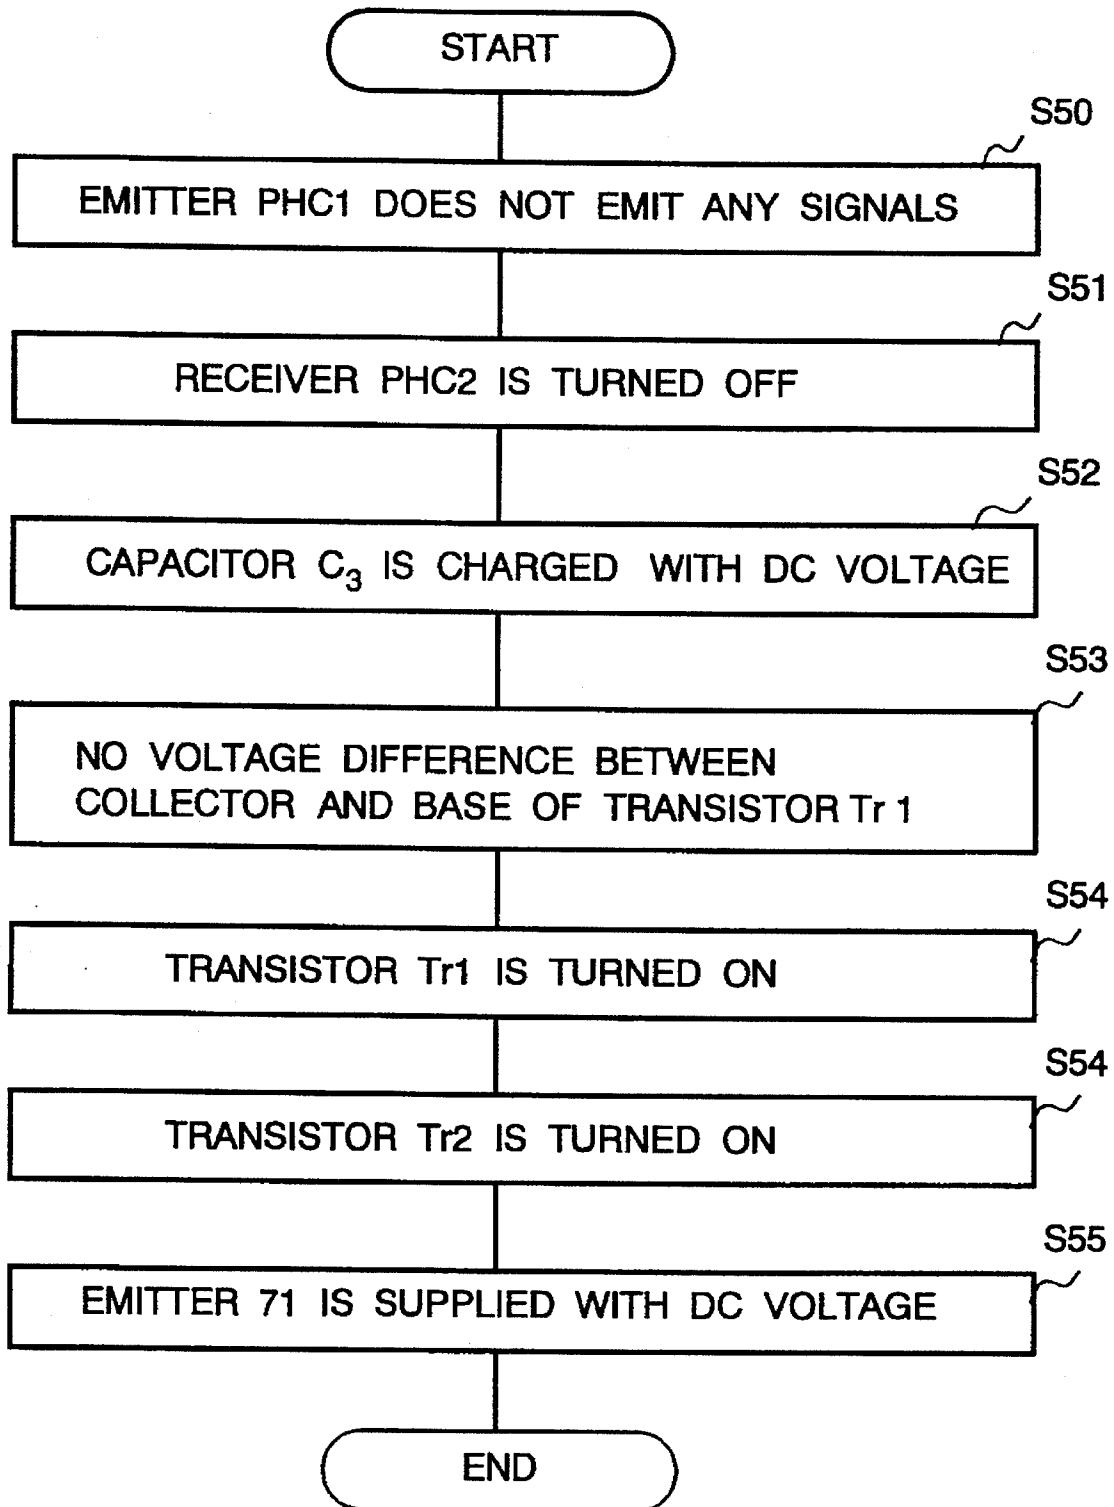 START
S50
EMITTER PHC1 DOES NOT EMIT ANY SIGNALS
S51
RECEIVER PHC2 IS TURNED OFF
S52
CAPACITOR C3 IS CHARGED WITH DC VOLTAGE
S53
NO VOLTAGE DIFFERENCE BETWEEN
COLLECTOR AND BASE OF TRANSISTOR Tr 1
S54
TRANSISTOR Tr1 IS TURNED ON
S54
TRANSISTOR Tr2 IS TURNED ON
S55
EMITTER 71 IS SUPPLIED WITH DC VOLTAGE
END